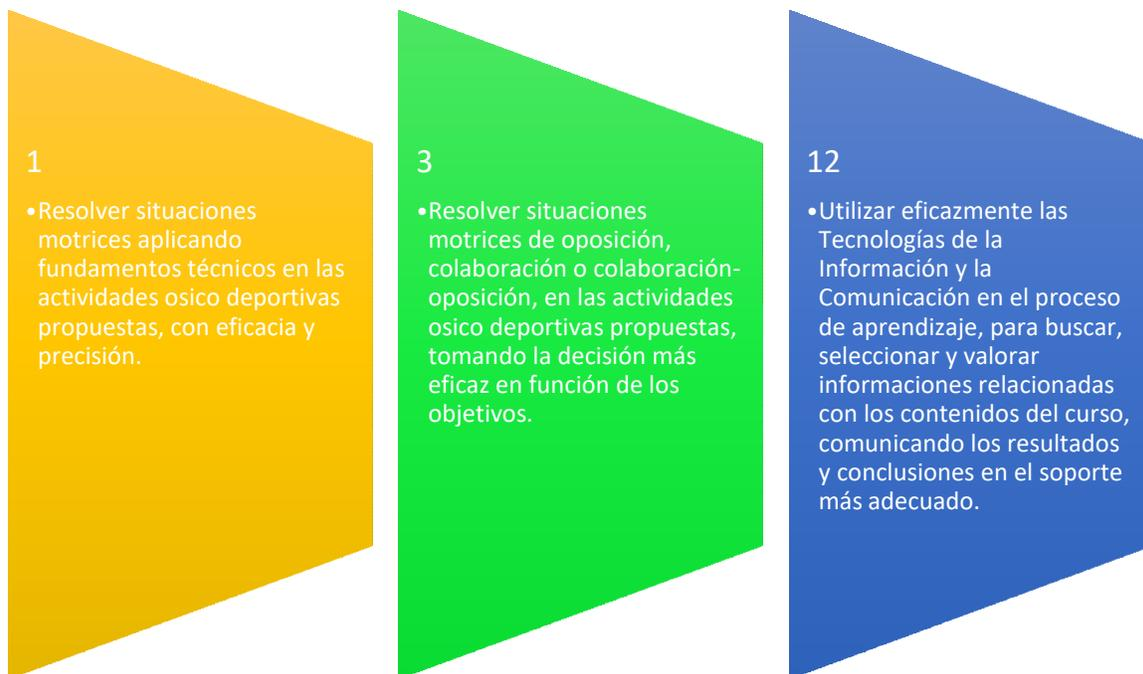 1
•Resolver situaciones
motrices aplicando
fundamentos técnicos en las
actividades osico deportivas
propuestas, con eficacia y
precisión.
3
•Resolver situaciones
motrices de oposición,
colaboración o colaboración-
oposición, en las actividades
osico deportivas propuestas,
tomando la decisión más
eficaz en función de los
objetivos.
12
•Utilizar eficazmente las
Tecnologías de la
Información y la
Comunicación en el proceso
de aprendizaje, para buscar,
seleccionar y valorar
informaciones relacionadas
con los contenidos del curso,
comunicando los resultados
y conclusiones en el soporte
más adecuado.